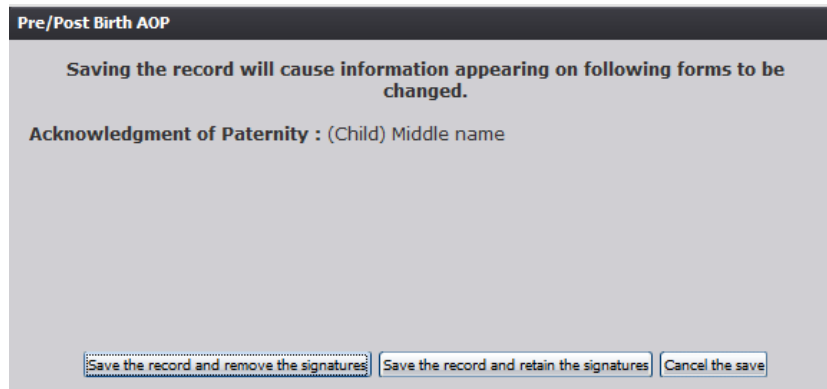 Pre/Post Birth AOP
Saving the record will cause information appearing on following forms to be
changed.
Acknowledgment of Paternity : (Child) Middle name
Save the record and remove the signatures Save the record and retain the signatures Cancel the save